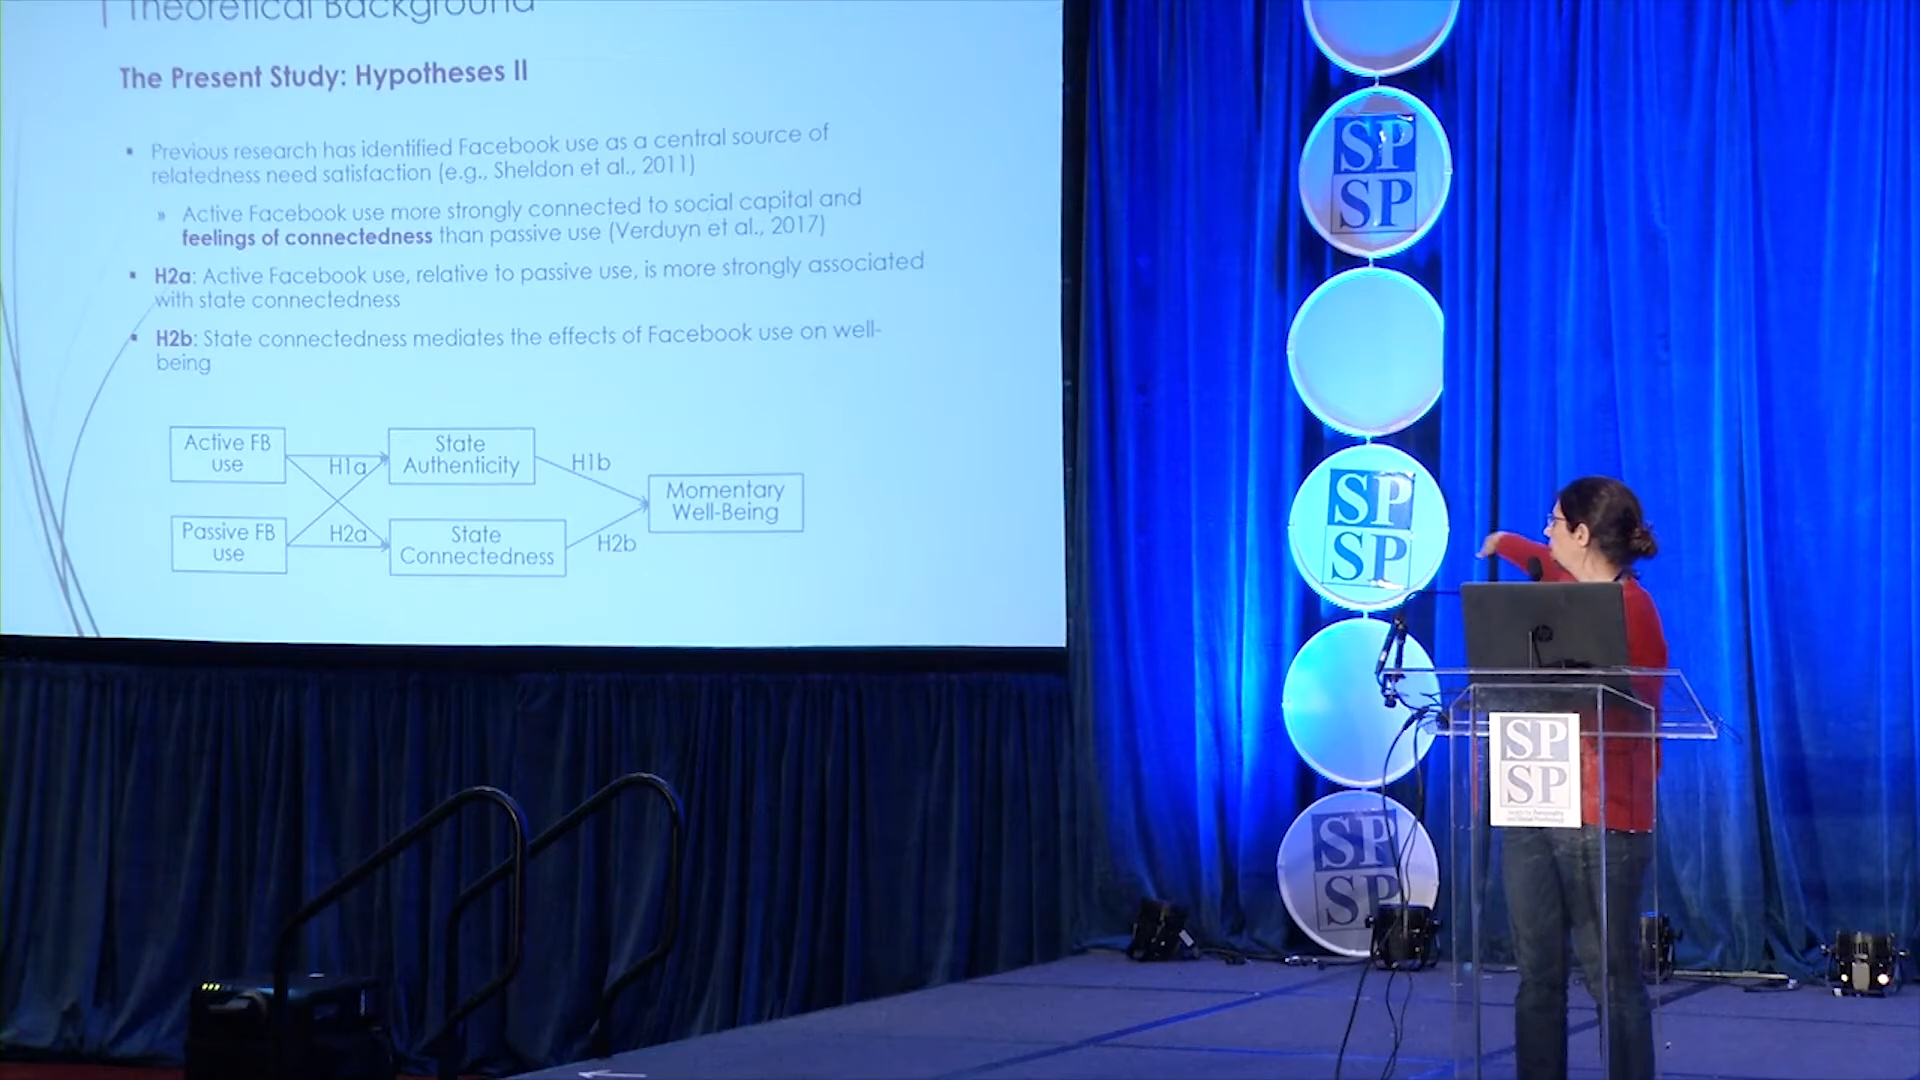 Theoretical Background
The Present Study: Hypotheses II
▪ Previous research has identified Facebook use as a central source of
relatedness need satisfaction (e.g., Sheldon et al., 2011)
» Active Facebook use more strongly connected to social capital and
feelings of connectedness than passive use (Verduyn et al., 2017)
▪ H2a: Active Facebook use, relative to passive use, is more strongly associated
with state connectedness
▪ H2b: State connectedness mediates the effects of Facebook use on well-
being
Active FB
use
H1a
State
Authenticity
H1b
Momentary
Well-Being
Passive FB
use
H2a
State
Connectedness
H2b
SP
SP
SP
SP
SP
SP
SP
SP